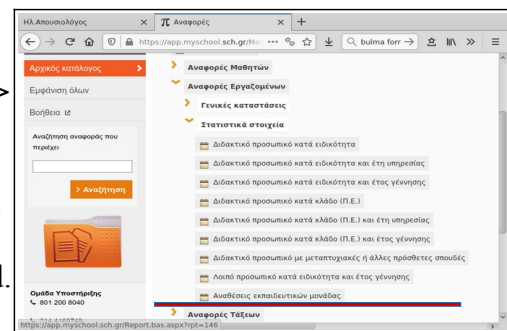 Ηλ.Απουσιολόγος × Αναφορές × +
https://app.myschool.sch.gr/Me ••• bulma forr →
Αρχικός κατάλογος
Εμφάνιση όλων
Βοήθεια
Αναζήτηση αναφοράς που περιέχει
> Αναζήτηση
Ομάδα Υποστήριξης
801 200 8040
Αναφορές Μαθητών
Αναφορές Εργαζομένων
Γενικές καταστάσεις
Στατιστικά στοιχεία
Διδακτικό προσωπικό κατά ειδικότητα
Διδακτικό προσωπικό κατά ειδικότητα και έτη υπηρεσίας
Διδακτικό προσωπικό κατά ειδικότητα και έτος γέννησης
Διδακτικό προσωπικό κατά κλάδο (Π.Ε.)
Διδακτικό προσωπικό κατά κλάδο (Π.Ε.) και έτη υπηρεσίας
Διδακτικό προσωπικό κατά κλάδο (Π.Ε.) και έτος γέννησης
Διδακτικό προσωπικό με μεταπτυχιακές ή άλλες πρόσθετες σπουδές
Λοιπό προσωπικό κατά ειδικότητα και έτος γέννησης
Αναθέσεις εκπαιδευτικών μονάδας
Αναφορές Τάξεων
https://app.myschool.sch.gr/Report.bas.aspx?rpt=146
>
d.